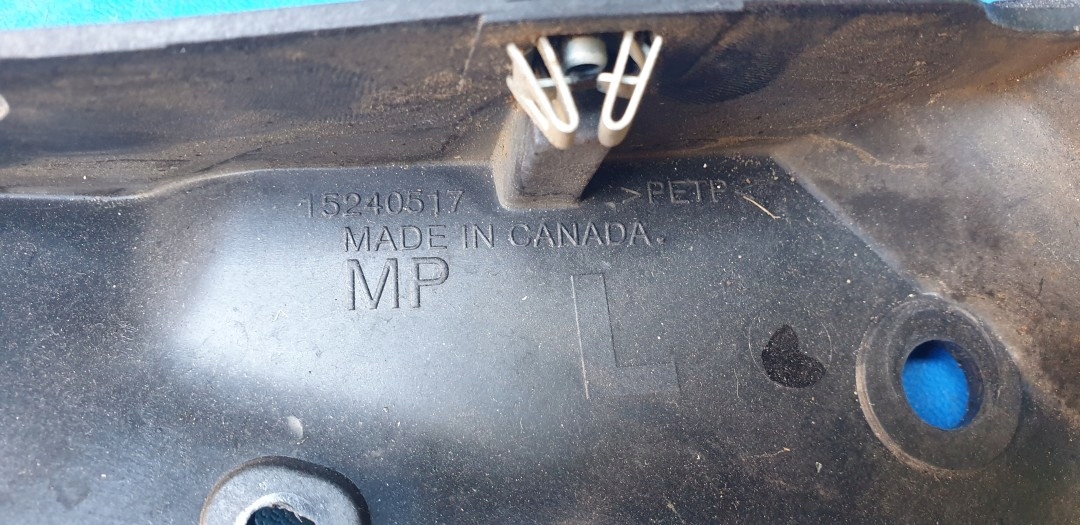 15240517 >PETP<
MADE IN CANADA.
MP
L